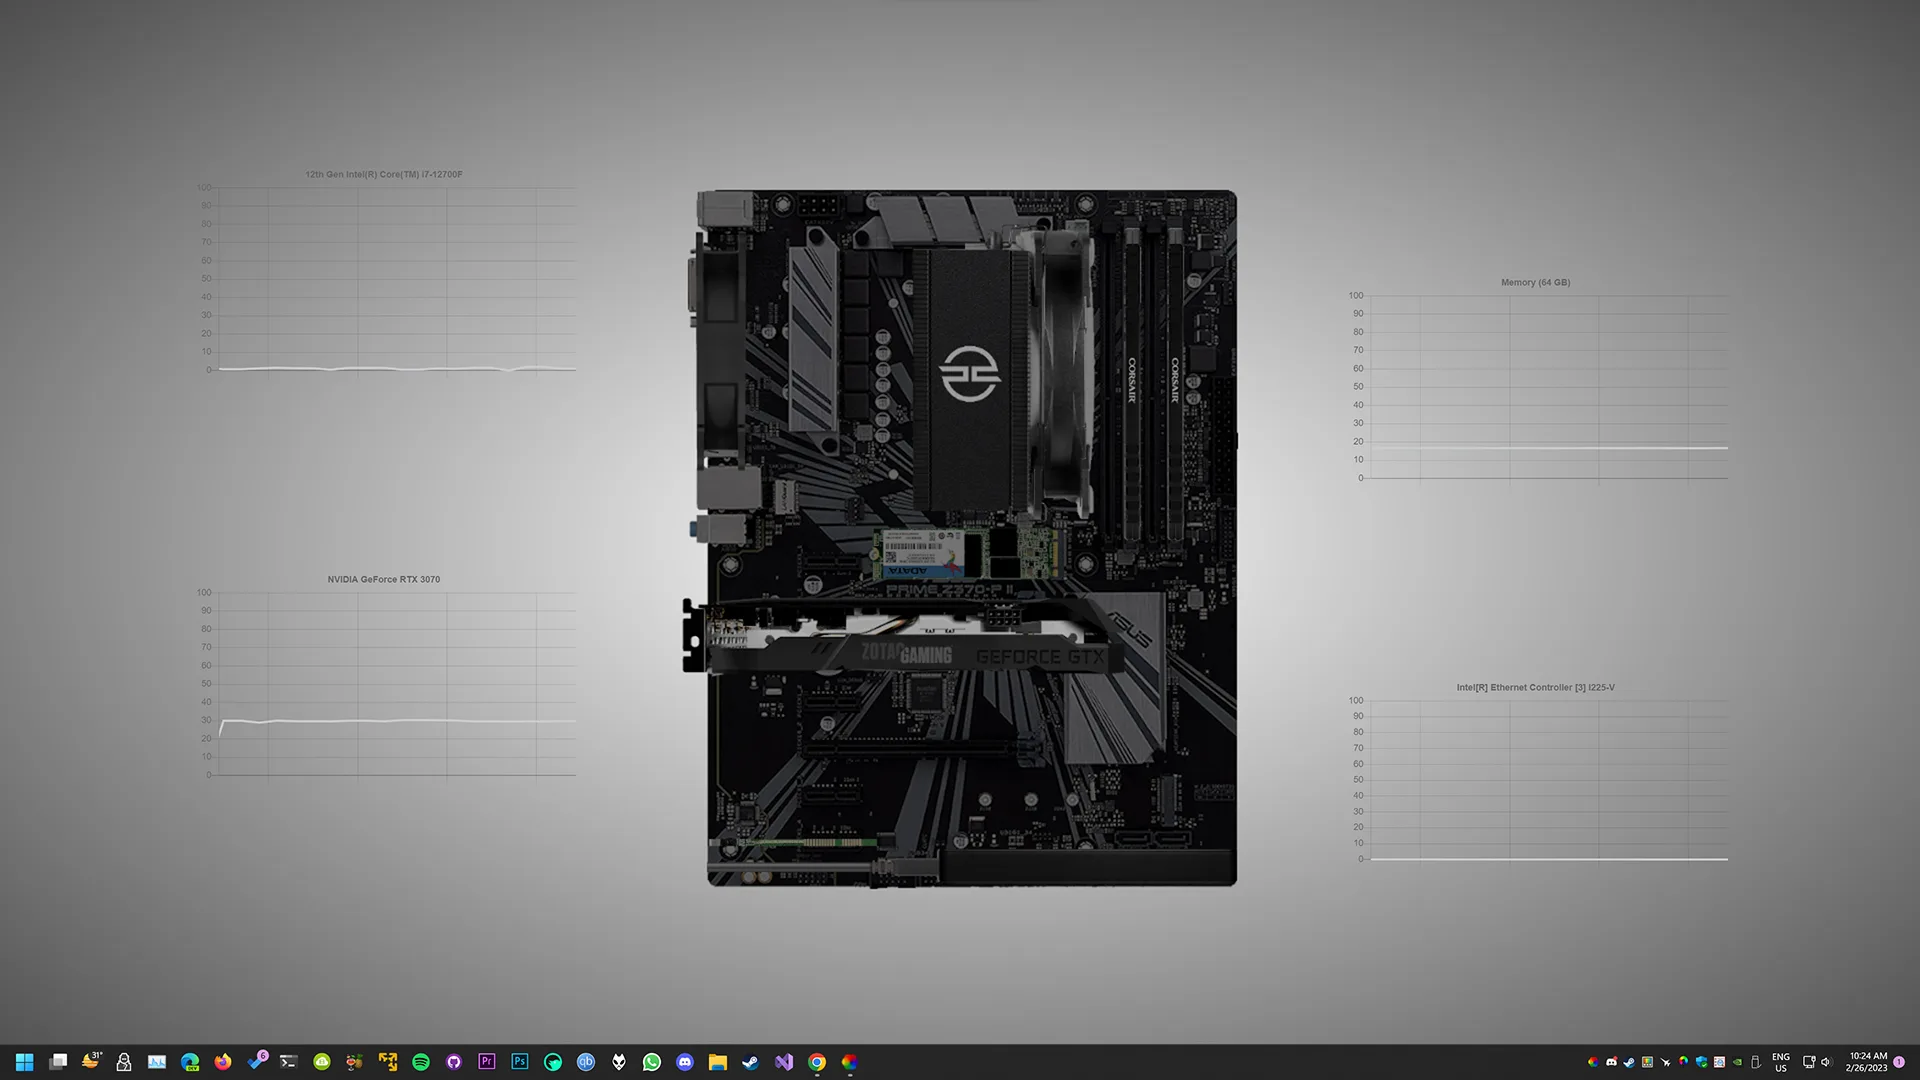 12th Gen Intel(R) Core(TM) i7-12700F
100
90
80
70
60
50
40
30
20
10
0
NVIDIA GeForce RTX 3070
100
90
80
70
60
50
40
30
20
10
0
CORSAIR
CORSAIR
ADATA
PRIME Z370-P II
ASUS
ZOTAC GAMING
GEFORCE GTX
Memory (64 GB)
100
90
80
70
60
50
40
30
20
10
0
Intel[R] Ethernet Controller [3] I225-V
100
90
80
70
60
50
40
30
20
10
0
31°
DEV
6
Pr
Ps
qb
ENG
US
10:24 AM
2/26/2023
1